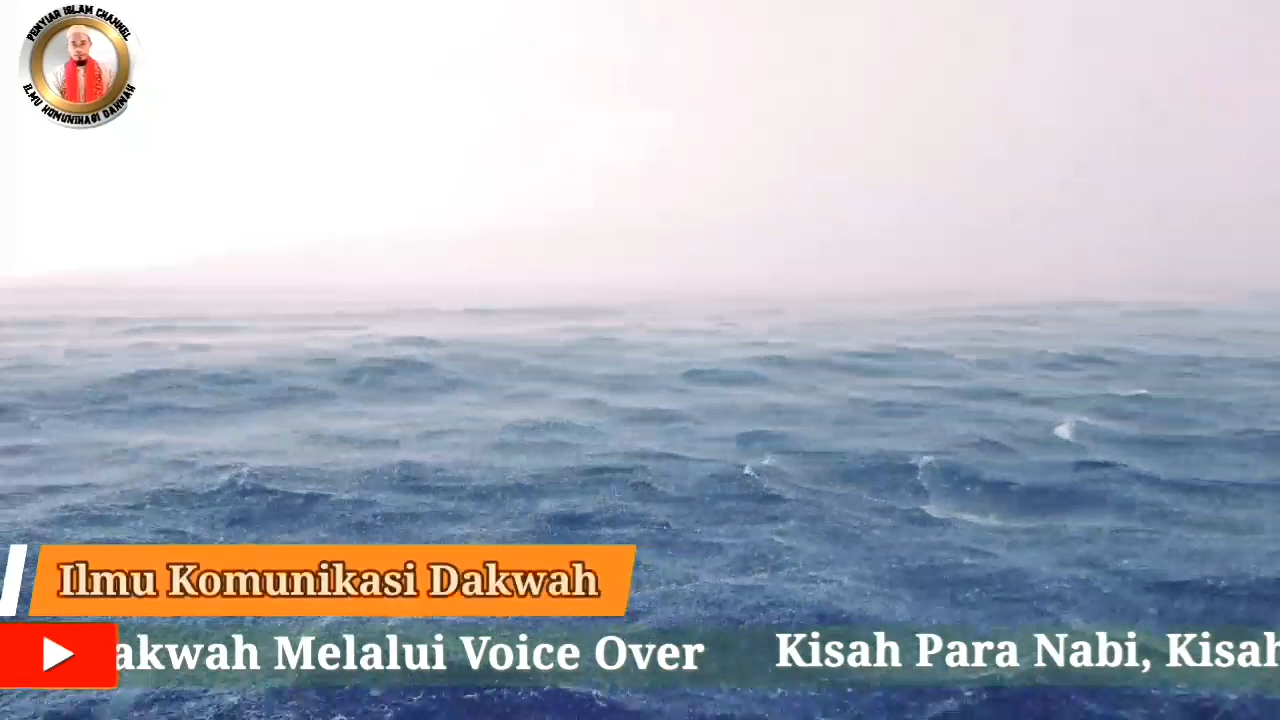 PENYIAR ISLAM CHANNEL
ILMU KOMUNIKASI DAKWAH
Ilmu Komunikasi Dakwah
akwah Melalui Voice Over Kisah Para Nabi, Kisah